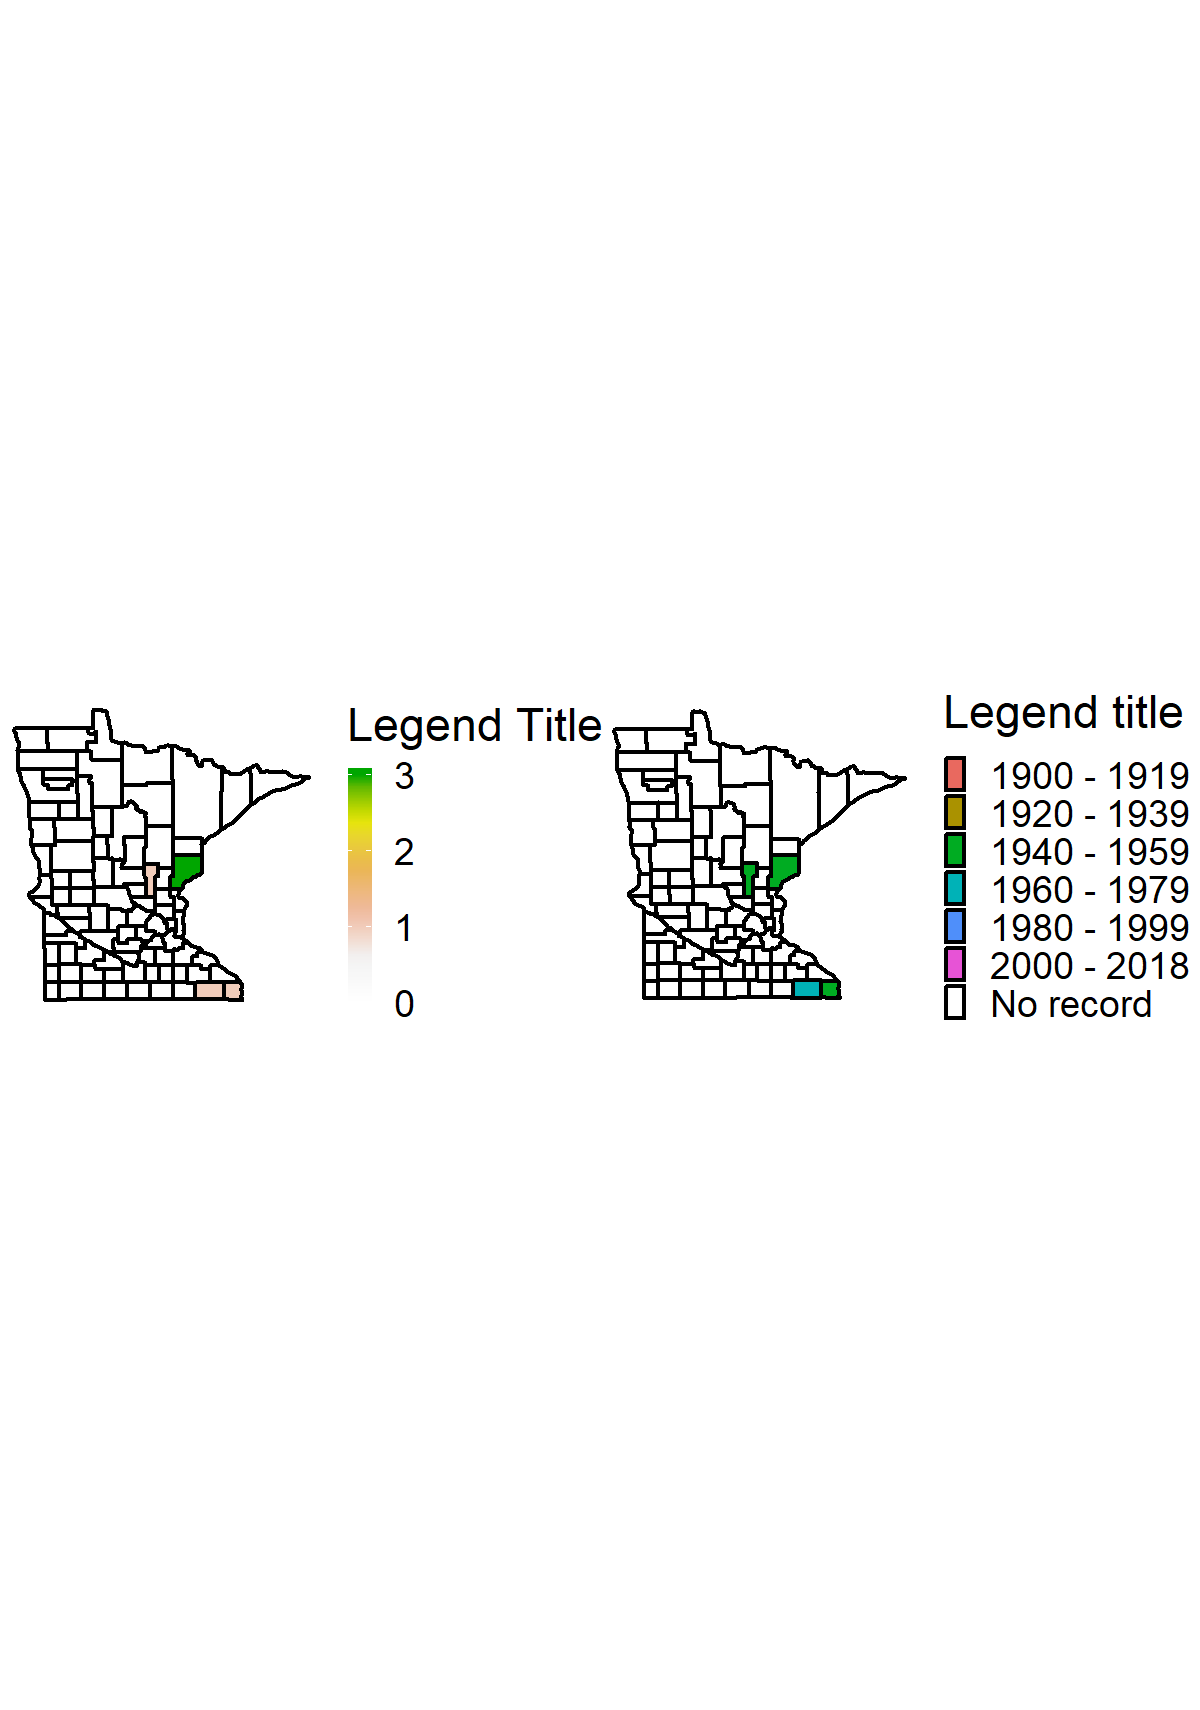 Legend Title
3
2
1
0
Legend title
1900 - 1919
1920 - 1939
1940 - 1959
1960 - 1979
1980 - 1999
2000 - 2018
No record